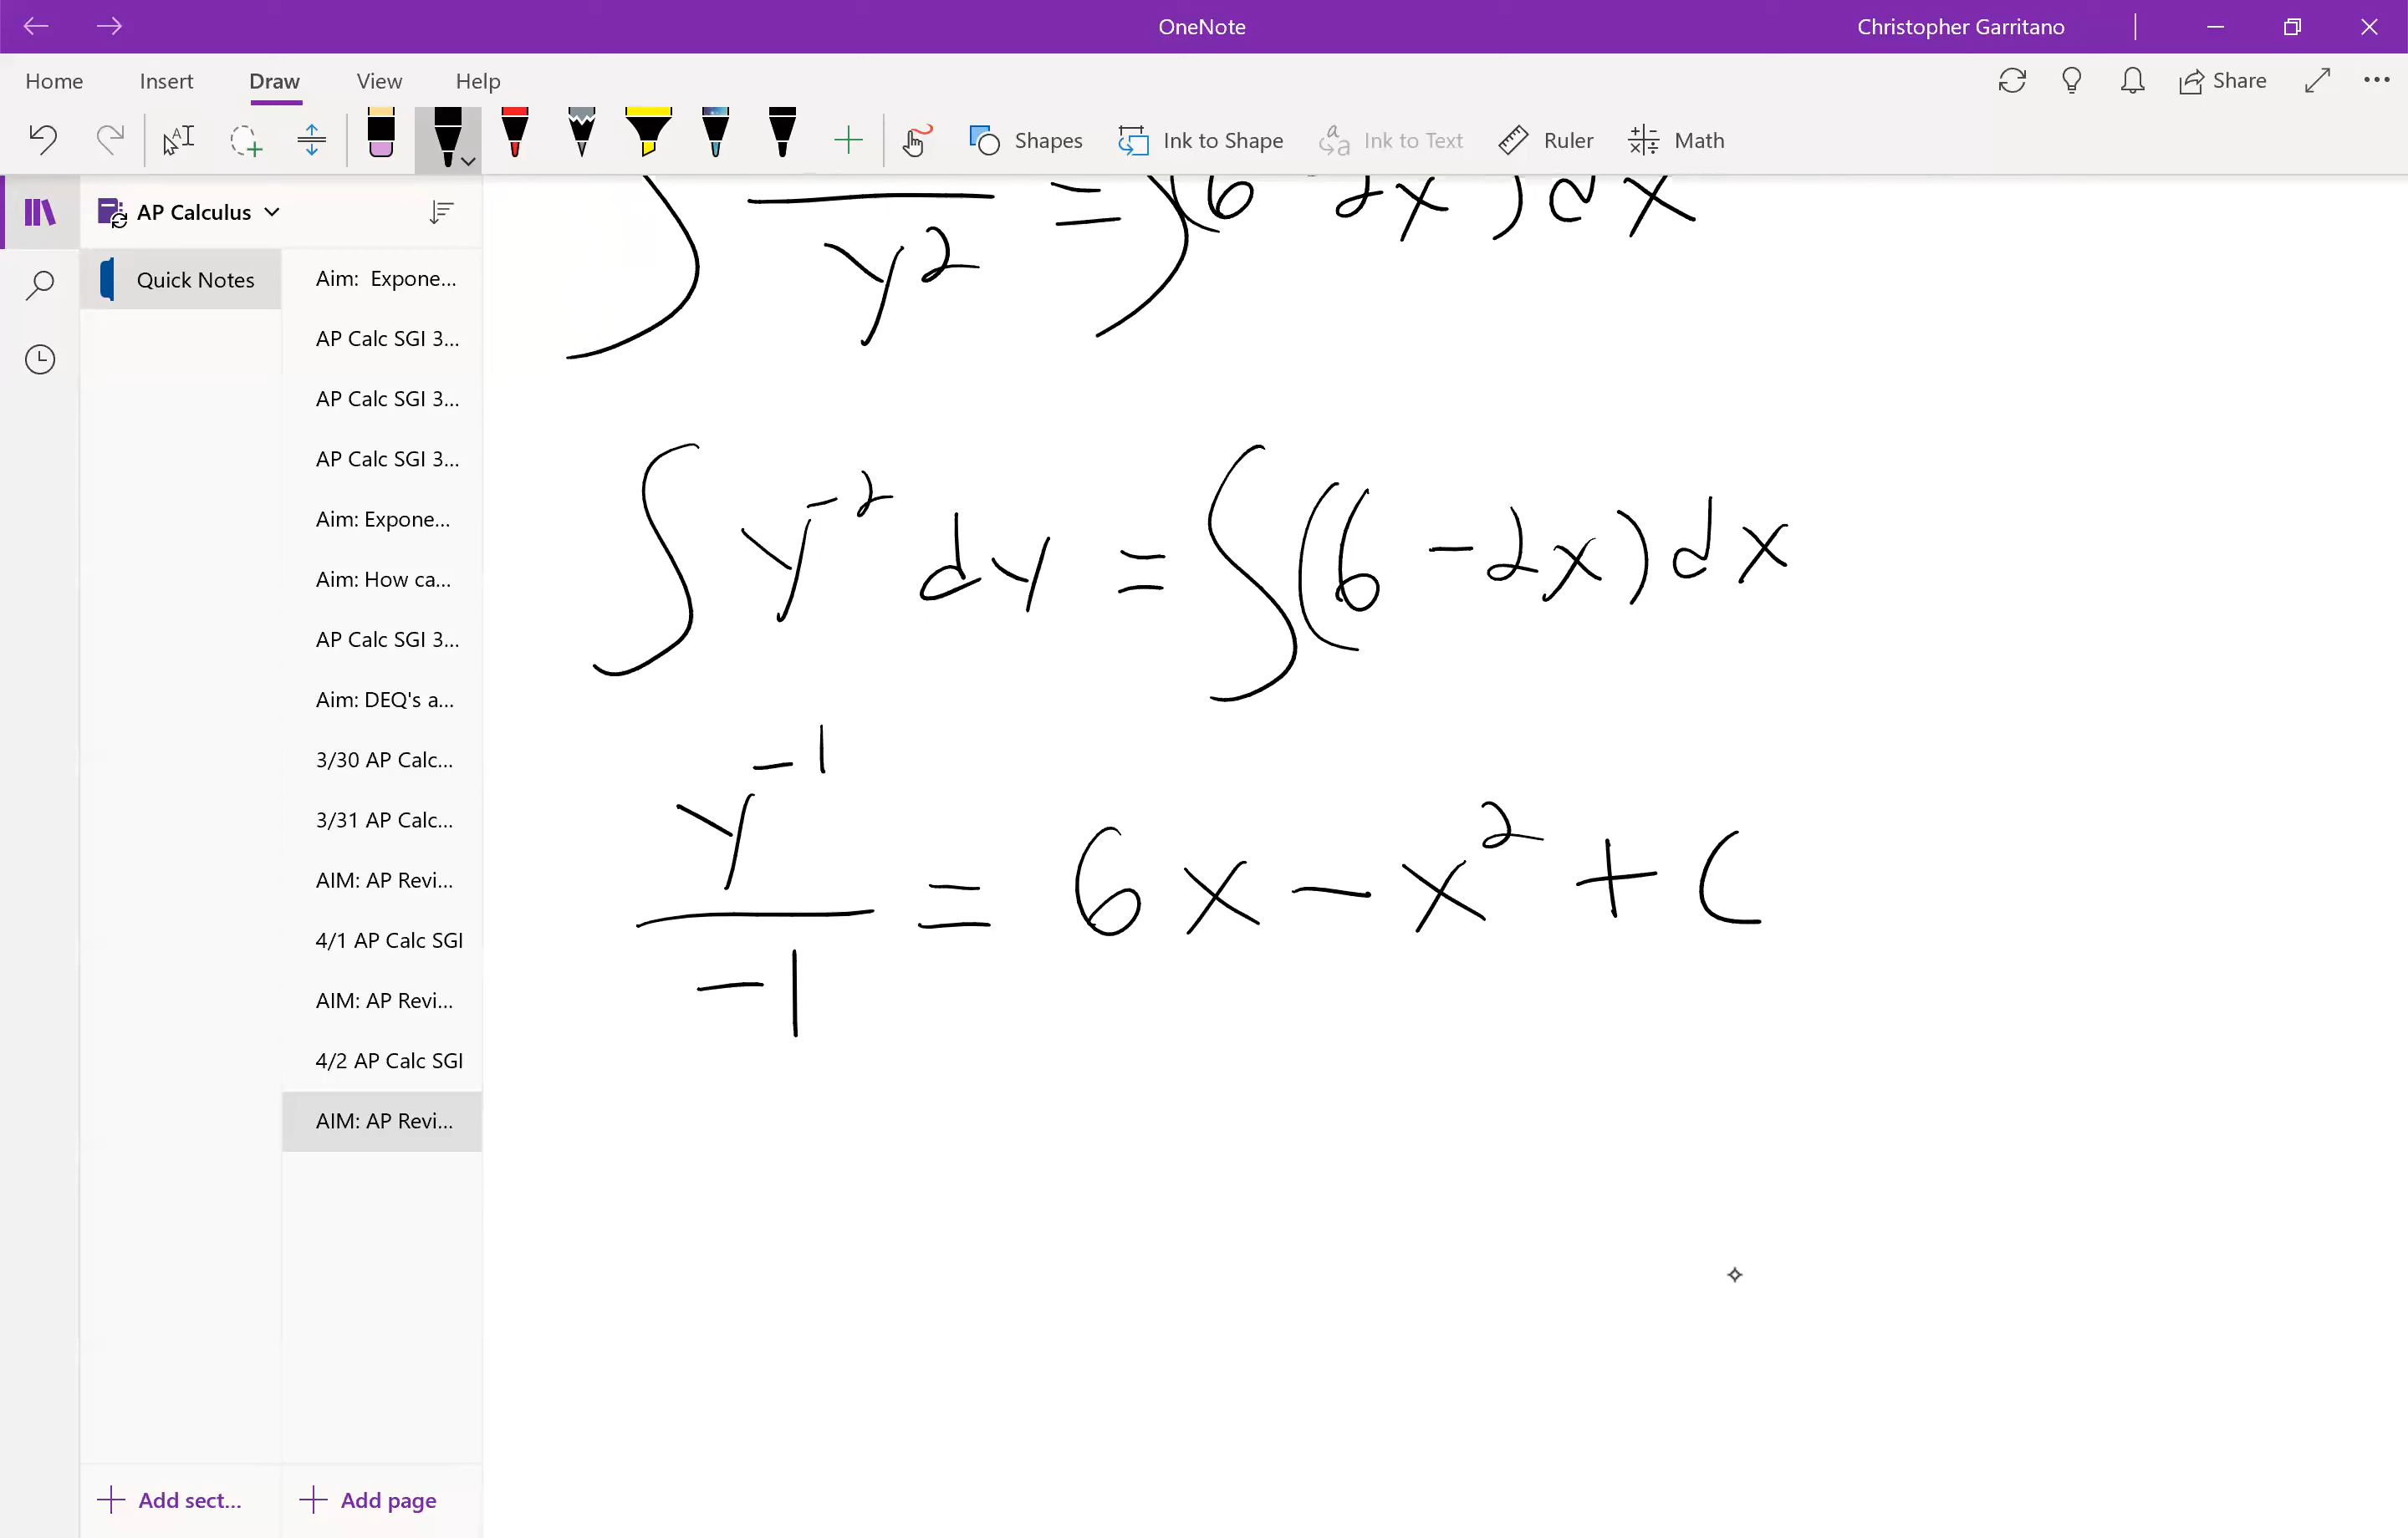 OneNote
Christopher Garritano
Home Insert Draw View Help
Share
Shapes Ink to Shape Ink to Text Ruler Math
AP Calculus
Quick Notes
Aim: Expone...
AP Calc SGI 3...
AP Calc SGI 3...
AP Calc SGI 3...
Aim: Expone...
Aim: How ca...
AP Calc SGI 3...
Aim: DEQ's a...
3/30 AP Calc...
3/31 AP Calc...
AIM: AP Revi...
4/1 AP Calc SGI
AIM: AP Revi...
4/2 AP Calc SGI
AIM: AP Revi...
Add sect...
Add page
∫ / y² = ∫(6 - 2x) dx
∫ y⁻² dy = ∫(6 - 2x) dx
y⁻¹ / -1 = 6x - x² + C